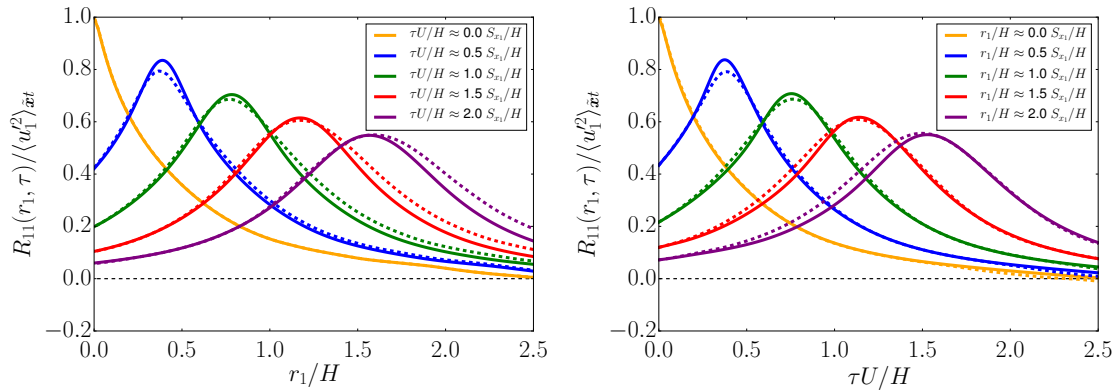 1.0
0.8
0.6
0.4
0.2
0.0
−0.2
0.0 0.5 1.0 1.5 2.0 2.5
r₁/H
R₁₁(r₁, τ)/⟨u′₁²⟩_x̃t
τU/H ≈ 0.0 Sₓ₁/H
τU/H ≈ 0.5 Sₓ₁/H
τU/H ≈ 1.0 Sₓ₁/H
τU/H ≈ 1.5 Sₓ₁/H
τU/H ≈ 2.0 Sₓ₁/H
1.0
0.8
0.6
0.4
0.2
0.0
−0.2
0.0 0.5 1.0 1.5 2.0 2.5
τU/H
R₁₁(r₁, τ)/⟨u′₁²⟩_x̃t
r₁/H ≈ 0.0 Sₓ₁/H
r₁/H ≈ 0.5 Sₓ₁/H
r₁/H ≈ 1.0 Sₓ₁/H
r₁/H ≈ 1.5 Sₓ₁/H
r₁/H ≈ 2.0 Sₓ₁/H